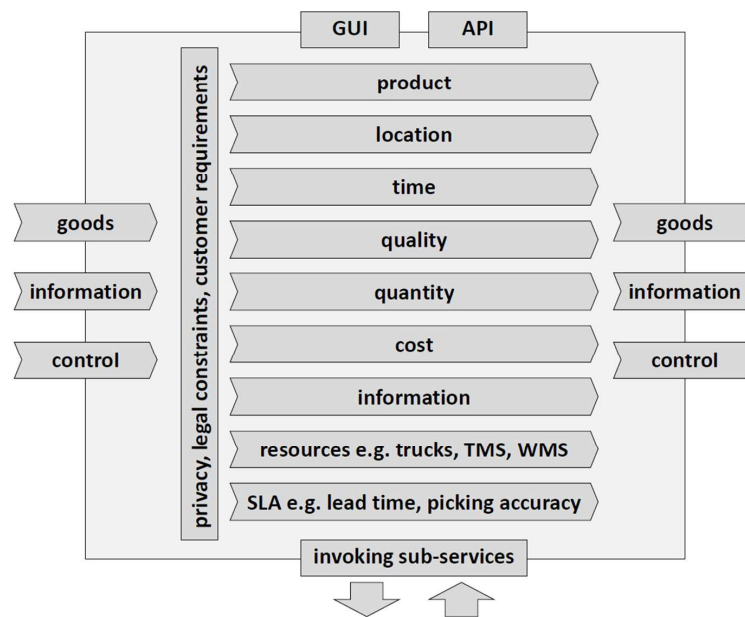 GUI
API
privacy, legal constraints, customer requirements
product
location
time
quality
quantity
cost
information
resources e.g. trucks, TMS, WMS
SLA e.g. lead time, picking accuracy
goods
information
control
goods
information
control
invoking sub-services